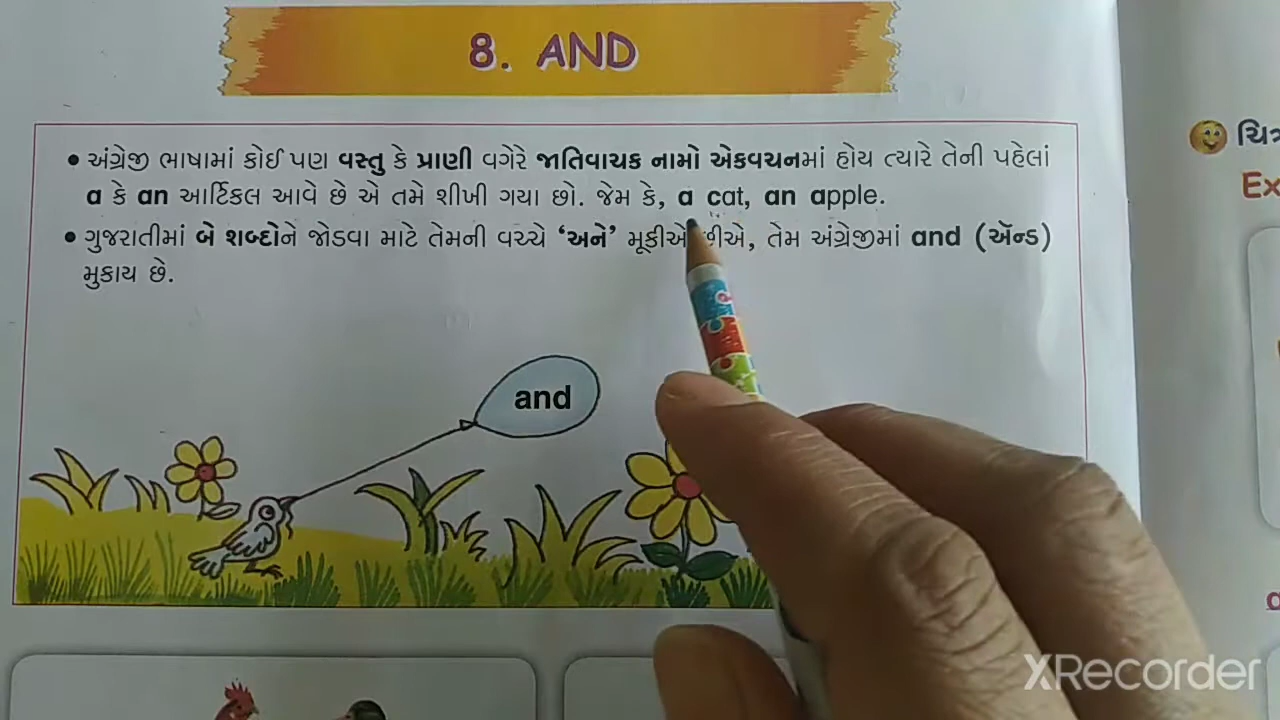 8. AND
• અંગ્રેજી ભાષામાં કોઈ પણ વસ્તુ કે પ્રાણી વગેરે જાતિવાચક નામો એકવચનમાં હોય ત્યારે તેની પહેલાં
a કે an આર્ટિકલ આવે છે એ તમે શીખી ગયા છો. જેમ કે, a cat, an apple.
• ગુજરાતીમાં બે શબ્દોને જોડવા માટે તેમની વચ્ચે ‘અને’ મૂકીએ છીએ, તેમ અંગ્રેજીમાં and (ઍન્ડ)
મુકાય છે.
and
XRecorder